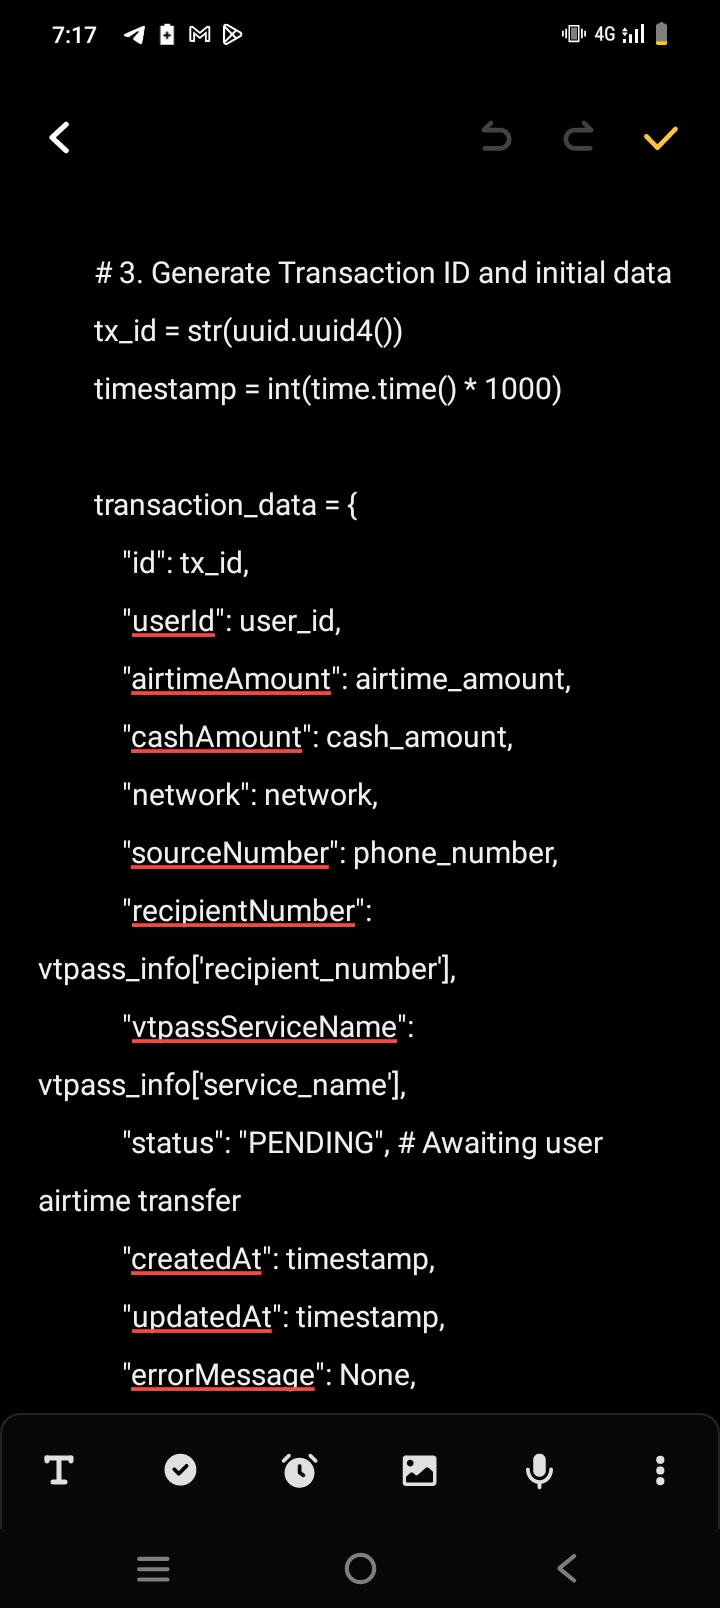 7:17
4G
# 3. Generate Transaction ID and initial data
tx_id = str(uuid.uuid4())
timestamp = int(time.time() * 1000)
transaction_data = {
"id": tx_id,
"userId": user_id,
"airtimeAmount": airtime_amount,
"cashAmount": cash_amount,
"network": network,
"sourceNumber": phone_number,
"recipientNumber":
vtpass_info['recipient_number'],
"vtpassServiceName":
vtpass_info['service_name'],
"status": "PENDING", # Awaiting user
airtime transfer
"createdAt": timestamp,
"updatedAt": timestamp,
"errorMessage": None,